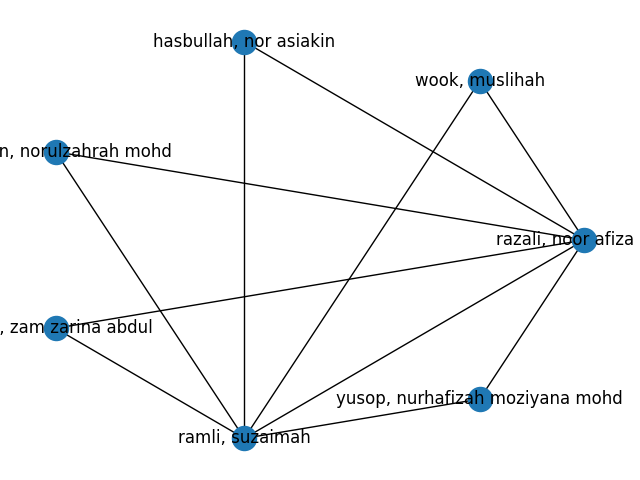 hasbullah, nor asiakin
wook, muslihah
n, norulzahrah mohd
razali, noor afiza
, zam zarina abdul
yusop, nurhafizah moziyana mohd
ramli, suzaimah